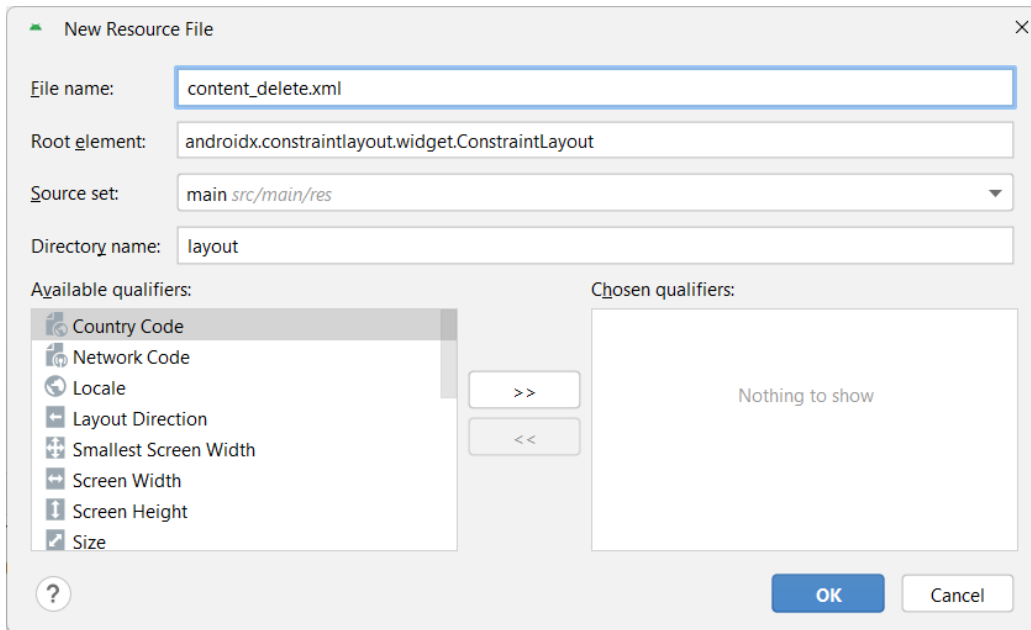 New Resource File
File name: content_delete.xml
Root element: androidx.constraintlayout.widget.ConstraintLayout
Source set: main src/main/res
Directory name: layout
Available qualifiers:
Chosen qualifiers:
Country Code
Network Code
Locale
Layout Direction
Smallest Screen Width
Screen Width
Screen Height
Size
>>
<<
Nothing to show
?
OK
Cancel